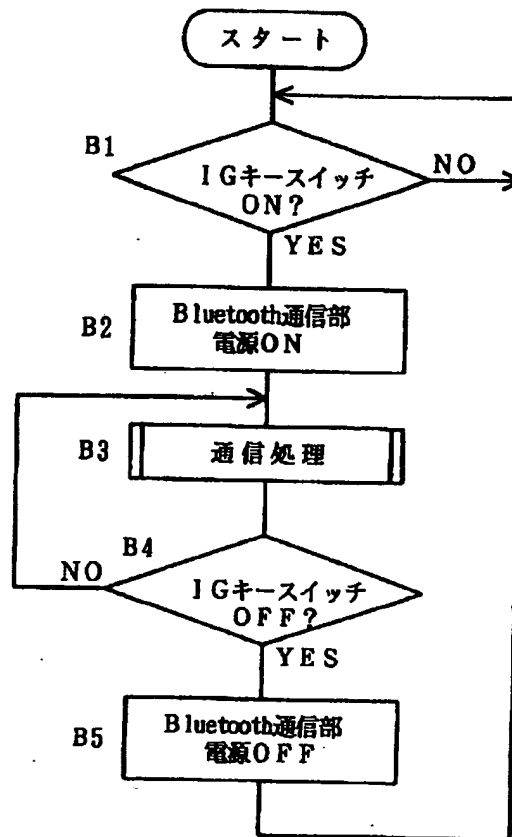 スタート
B1
IGキースイッチ
ON?
NO
YES
B2
Bluetooth通信部
電源ON
B3
通信処理
B4
NO
IGキースイッチ
OFF?
YES
B5
Bluetooth通信部
電源OFF